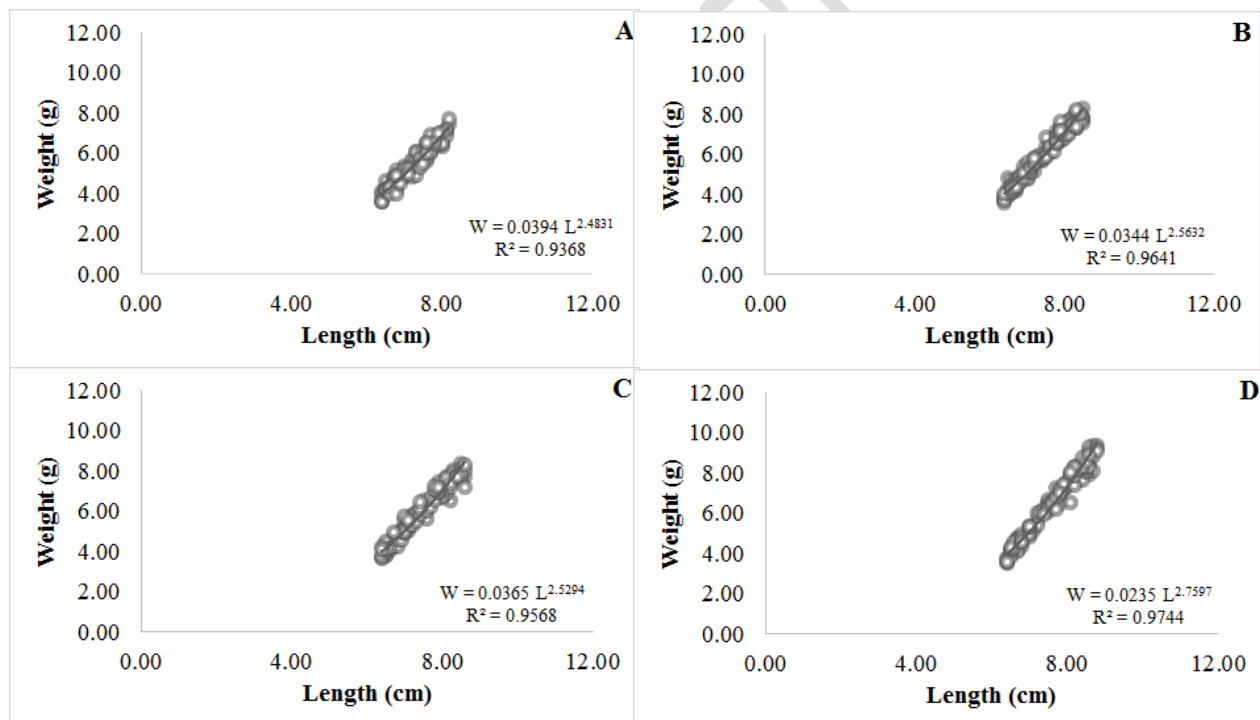 A
12.00
10.00
8.00
6.00
4.00
2.00
0.00
Weight (g)
W = 0.0394 L^2.4831
R² = 0.9368
0.00 4.00 8.00 12.00
Length (cm)
B
12.00
10.00
8.00
6.00
4.00
2.00
0.00
Weight (g)
W = 0.0344 L^2.5632
R² = 0.9641
0.00 4.00 8.00 12.00
Length (cm)
C
12.00
10.00
8.00
6.00
4.00
2.00
0.00
Weight (g)
W = 0.0365 L^2.5294
R² = 0.9568
0.00 4.00 8.00 12.00
Length (cm)
D
12.00
10.00
8.00
6.00
4.00
2.00
0.00
Weight (g)
W = 0.0235 L^2.7597
R² = 0.9744
0.00 4.00 8.00 12.00
Length (cm)